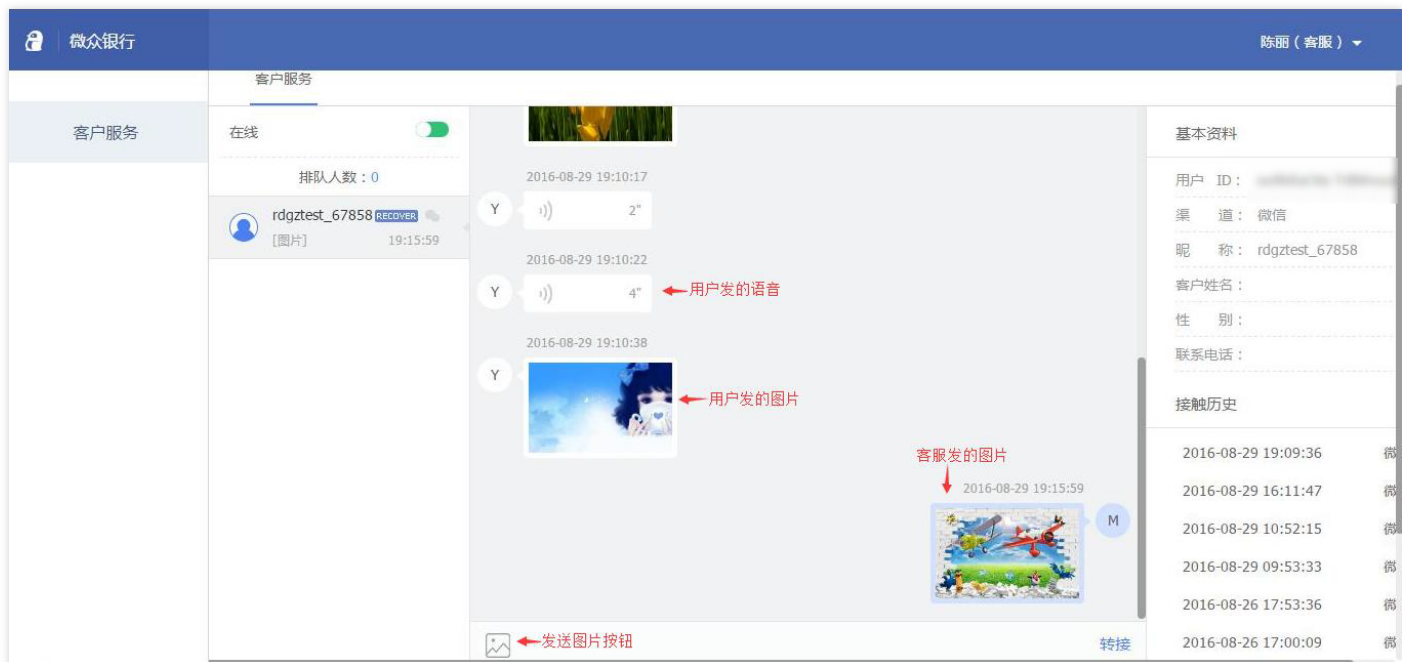 微众银行
陈丽（客服）
客户服务
客户服务
在线
排队人数：0
rdgztest_67858 RECOVER
[图片] 19:15:59
2016-08-29 19:10:17
Y
2"
2016-08-29 19:10:22
Y
4"
用户发的语音
2016-08-29 19:10:38
Y
用户发的图片
客服发的图片
2016-08-29 19:15:59
M
发送图片按钮
转接
基本资料
用户 ID：
渠 道：微信
昵 称：rdgztest_67858
客户姓名：
性 别：
联系电话：
接触历史
2016-08-29 19:09:36 微
2016-08-29 16:11:47 微
2016-08-29 10:52:15 微
2016-08-29 09:53:33 微
2016-08-26 17:53:36 微
2016-08-26 17:00:09 微